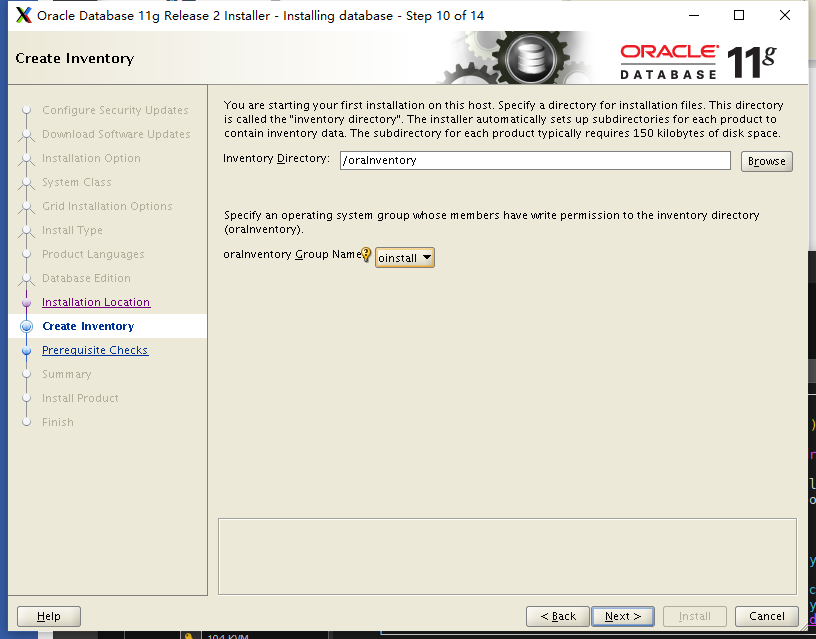 Oracle Database 11g Release 2 Installer - Installing database - Step 10 of 14
Create Inventory
ORACLE
DATABASE
11g
Configure Security Updates
Download Software Updates
Installation Option
System Class
Grid Installation Options
Install Type
Product Languages
Database Edition
Installation Location
Create Inventory
Prerequisite Checks
Summary
Install Product
Finish
You are starting your first installation on this host. Specify a directory for installation files. This directory
is called the "inventory directory". The installer automatically sets up subdirectories for each product to
contain inventory data. The subdirectory for each product typically requires 150 kilobytes of disk space.
Inventory Directory: /oraInventory Browse
Specify an operating system group whose members have write permission to the inventory directory
(oraInventory).
oraInventory Group Name oinstall
Help < Back Next > Install Cancel